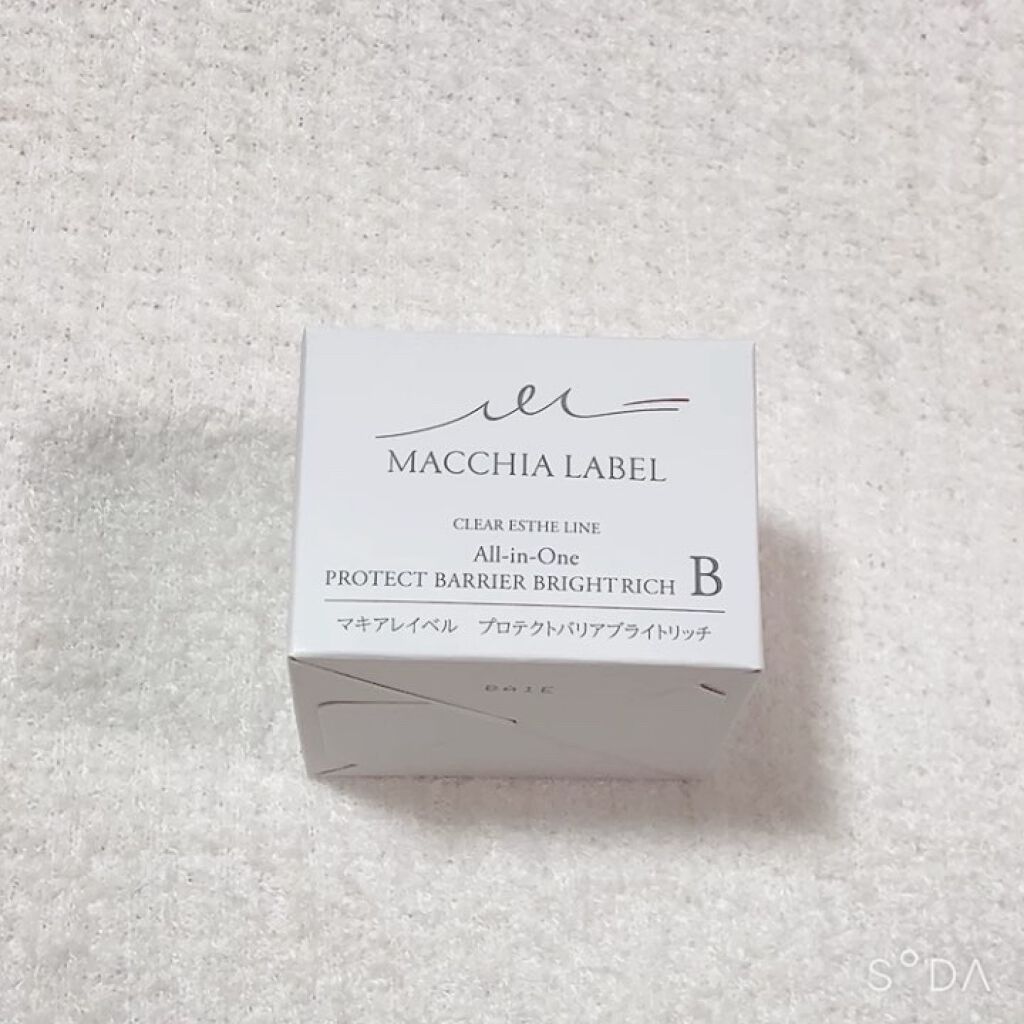 MACCHIA LABEL
CLEAR ESTHE LINE
All-in-One
PROTECT BARRIER BRIGHT RICH B
マキアレイベル プロテクトバリアブライトリッチ
SODA